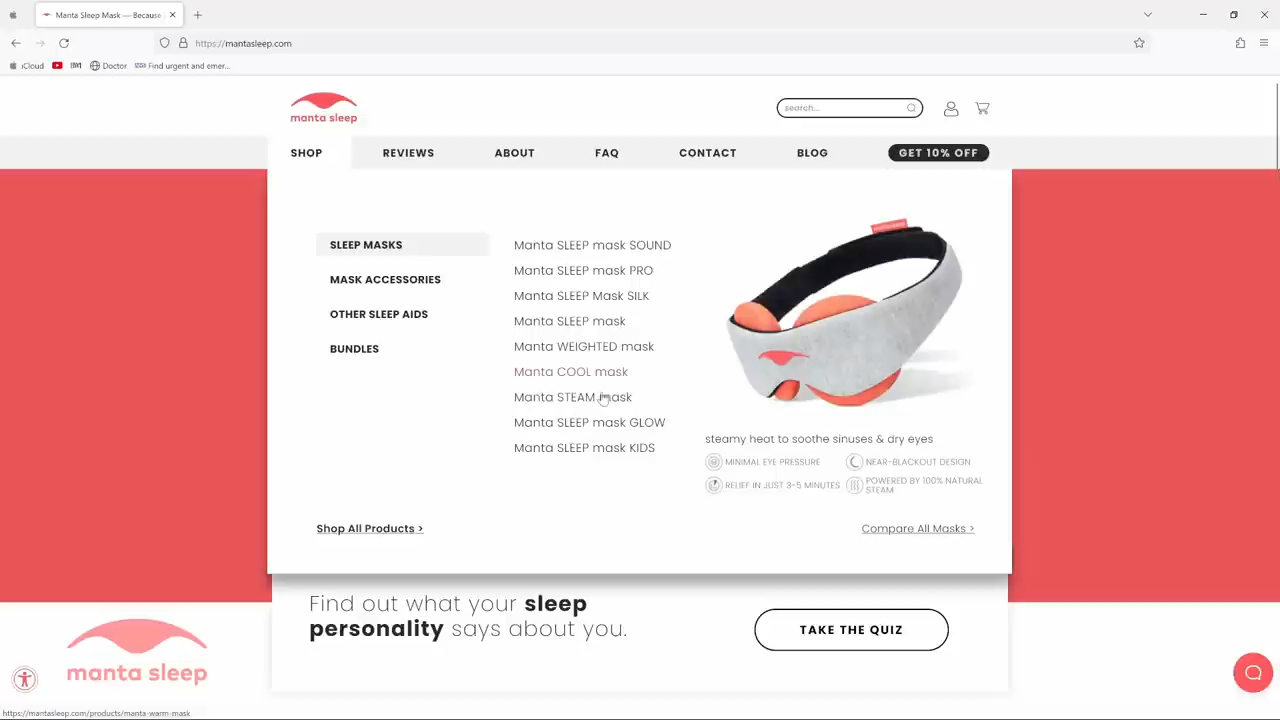 Manta Sleep Mask — Because
https://mantasleep.com
iCloud
Doctor
Find urgent and emer...
manta sleep
search...
SHOP
REVIEWS
ABOUT
FAQ
CONTACT
BLOG
GET 10% OFF
SLEEP MASKS
MASK ACCESSORIES
OTHER SLEEP AIDS
BUNDLES
Manta SLEEP mask SOUND
Manta SLEEP mask PRO
Manta SLEEP Mask SILK
Manta SLEEP mask
Manta WEIGHTED mask
Manta COOL mask
Manta STEAM mask
Manta SLEEP mask GLOW
Manta SLEEP mask KIDS
steamy heat to soothe sinuses & dry eyes
MINIMAL EYE PRESSURE
NEAR-BLACKOUT DESIGN
RELIEF IN JUST 3-5 MINUTES
POWERED BY 100% NATURAL
STEAM
Shop All Products >
Compare All Masks >
Find out what your sleep
personality says about you.
TAKE THE QUIZ
manta sleep
https://mantasleep.com/products/manta-warm-mask